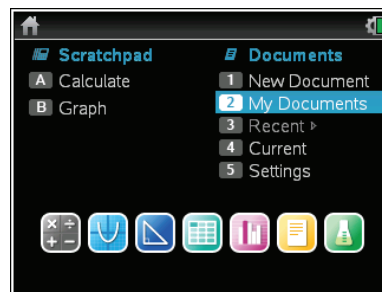 Scratchpad
A Calculate
B Graph
Documents
1 New Document
2 My Documents
3 Recent ▹
4 Current
5 Settings